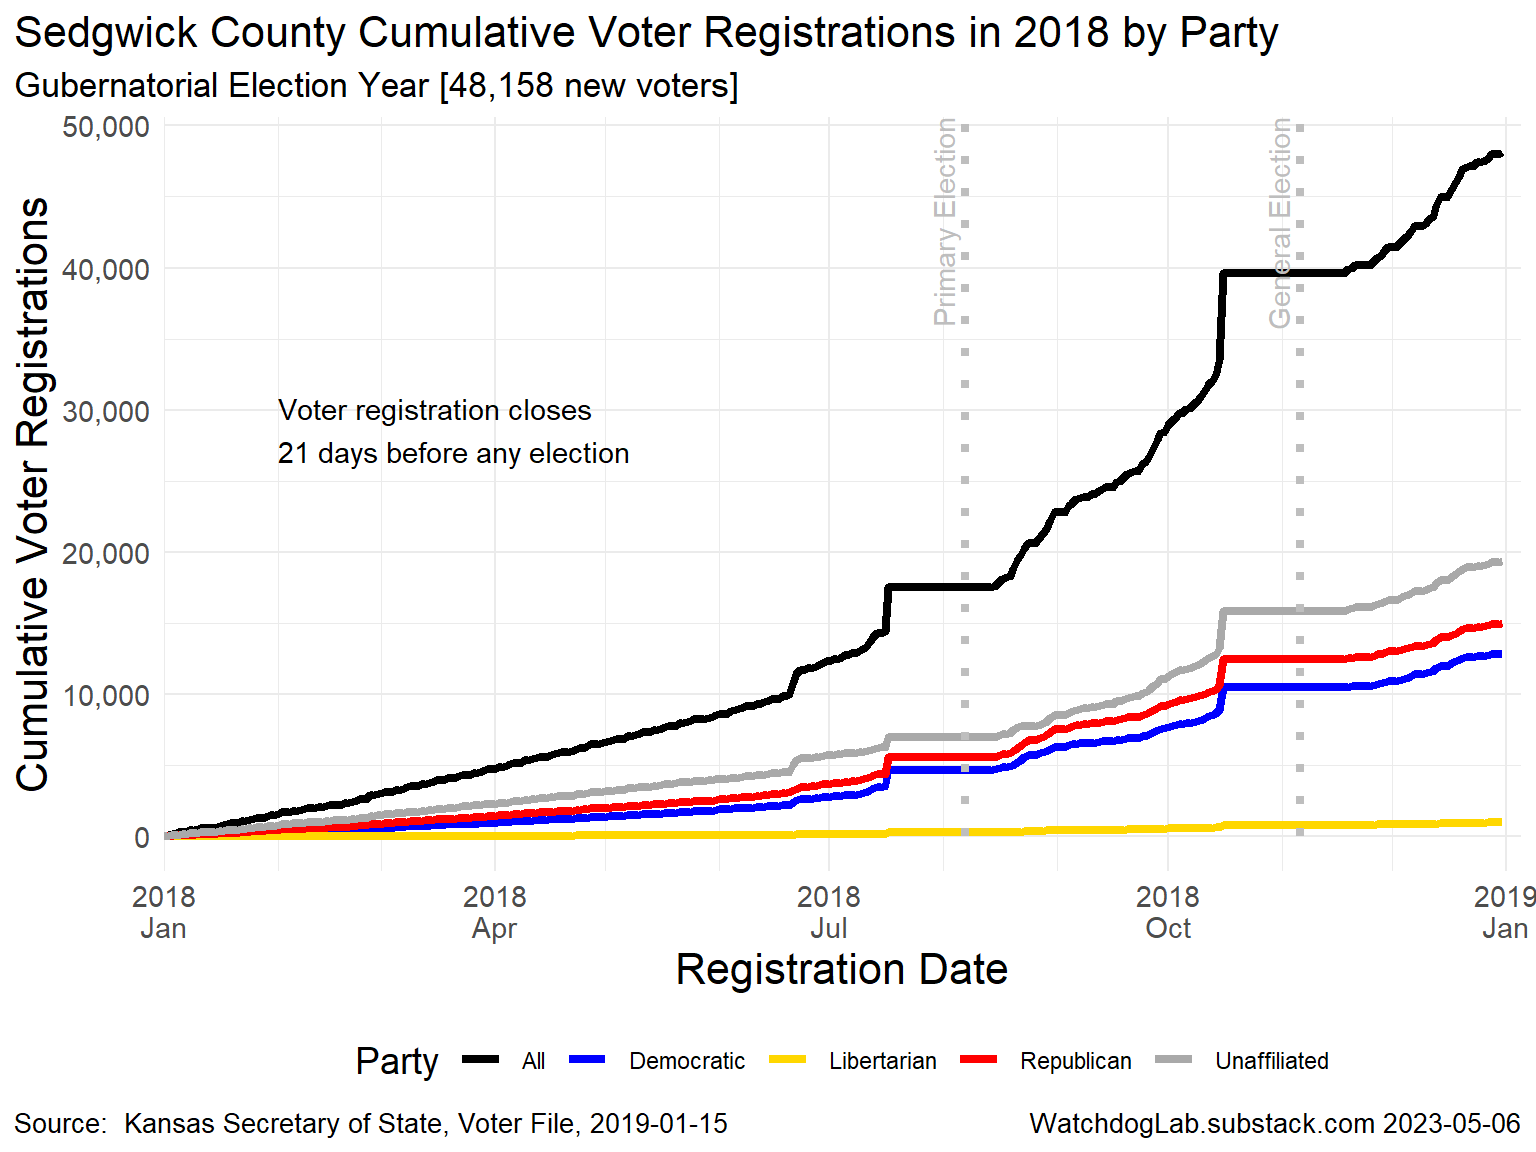 Sedgwick County Cumulative Voter Registrations in 2018 by Party
Gubernatorial Election Year [48,158 new voters]
Cumulative Voter Registrations
50,000
40,000
30,000
20,000
10,000
0
Primary Election
General Election
Voter registration closes
21 days before any election
2018 2018 2018 2018 2019
Jan Apr Jul Oct Jan
Registration Date
Party All Democratic Libertarian Republican Unaffiliated
Source:  Kansas Secretary of State, Voter File, 2019-01-15
WatchdogLab.substack.com 2023-05-06